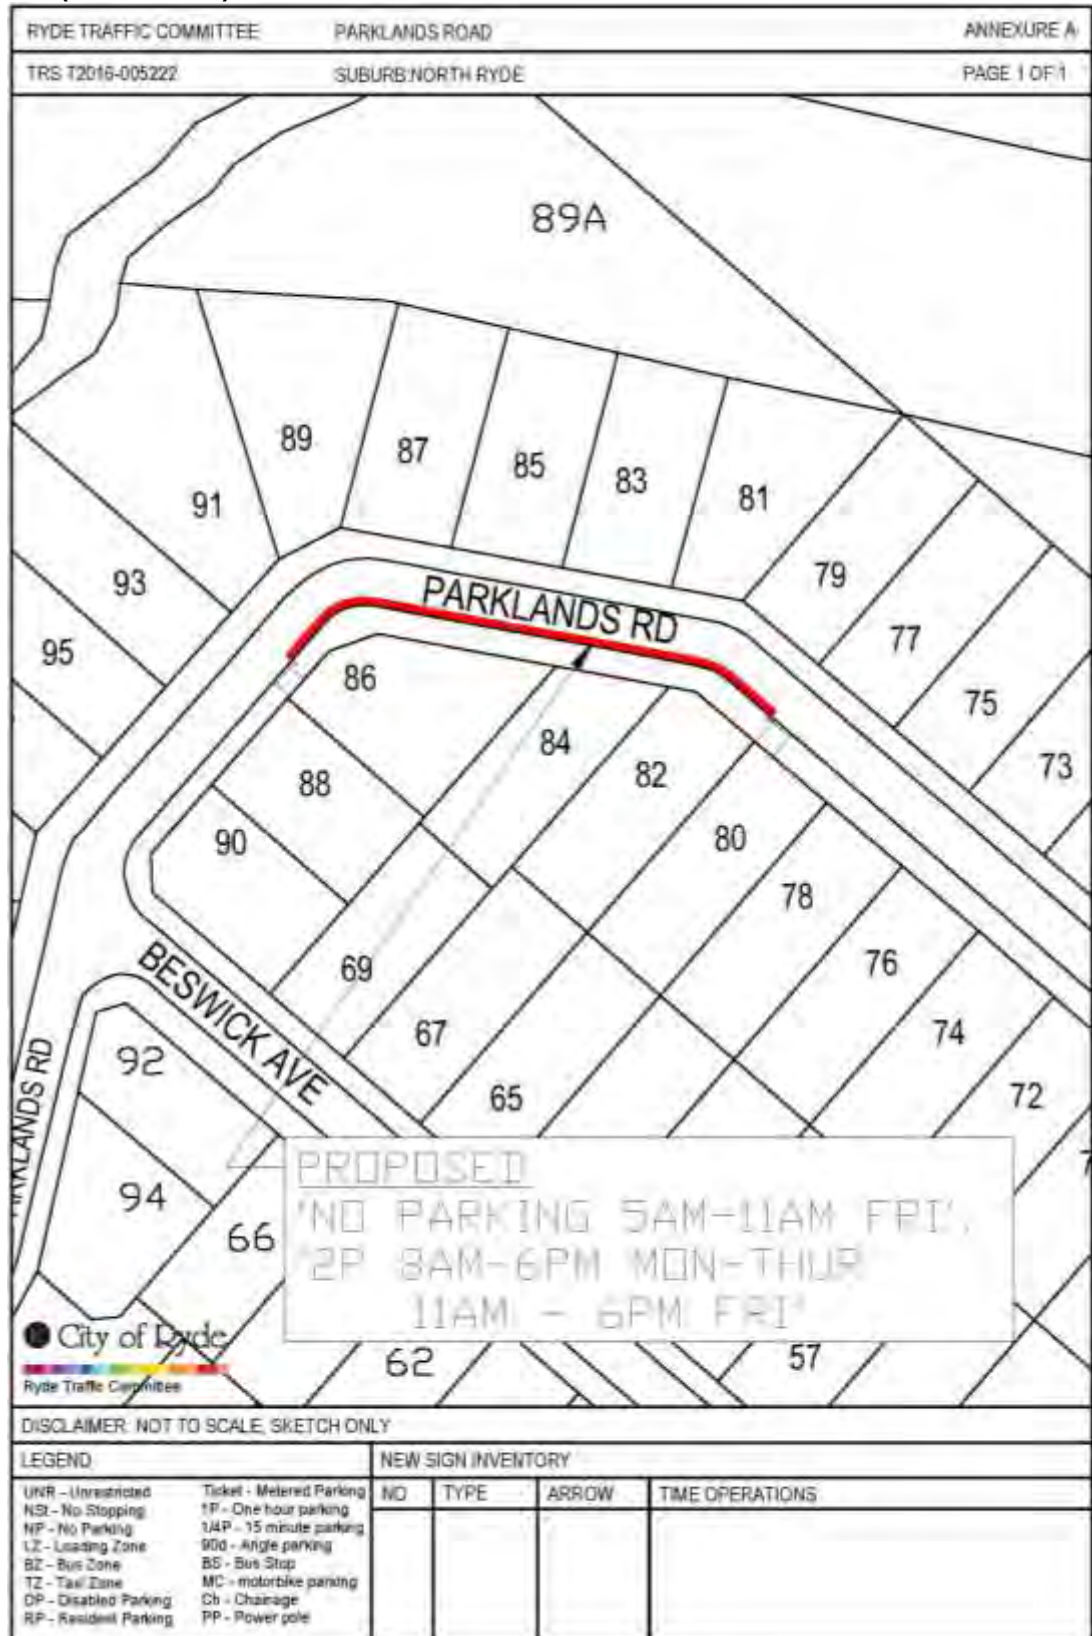 RYDE TRAFFIC COMMITTEE PARKLANDS ROAD ANNEXURE A
TRS T2016-005222 SUBURB:NORTH RYDE PAGE 1 OF 1
89A
89
87
85
83
81
91
79
93
77
95
75
73
PARKLANDS RD
86
84
82
88
80
90
78
76
69
74
67
72
65
BESWICK AVE
92
94
66
PROPOSED
'NO PARKING 5AM-11AM FRI',
'2P 8AM-6PM MON-THUR
11AM - 6PM FRI'
62
57
City of Ryde
Ryde Traffic Committee
DISCLAIMER: NOT TO SCALE, SKETCH ONLY
LEGEND
UNR - Unrestricted
NSt - No Stopping
NP - No Parking
LZ - Loading Zone
BZ - Bus Zone
TZ - Taxi Zone
DP - Disabled Parking
RP - Resident Parking
Ticket - Metered Parking
1P - One hour parking
1/4P - 15 minute parking
90d - Angle parking
BS - Bus Stop
MC - motorbike parking
Ch - Chainage
PP - Power pole
NEW SIGN INVENTORY
NO TYPE ARROW TIME OPERATIONS